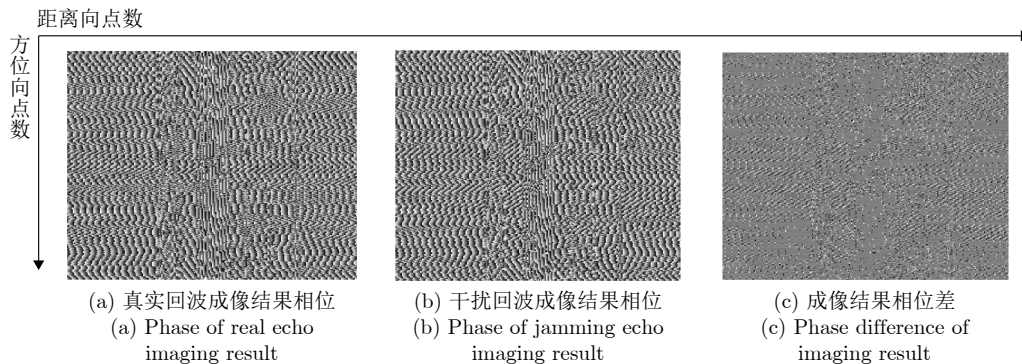 距离向点数
方位向点数
(a) 真实回波成像结果相位
(a) Phase of real echo
imaging result
(b) 干扰回波成像结果相位
(b) Phase of jamming echo
imaging result
(c) 成像结果相位差
(c) Phase difference of
imaging result